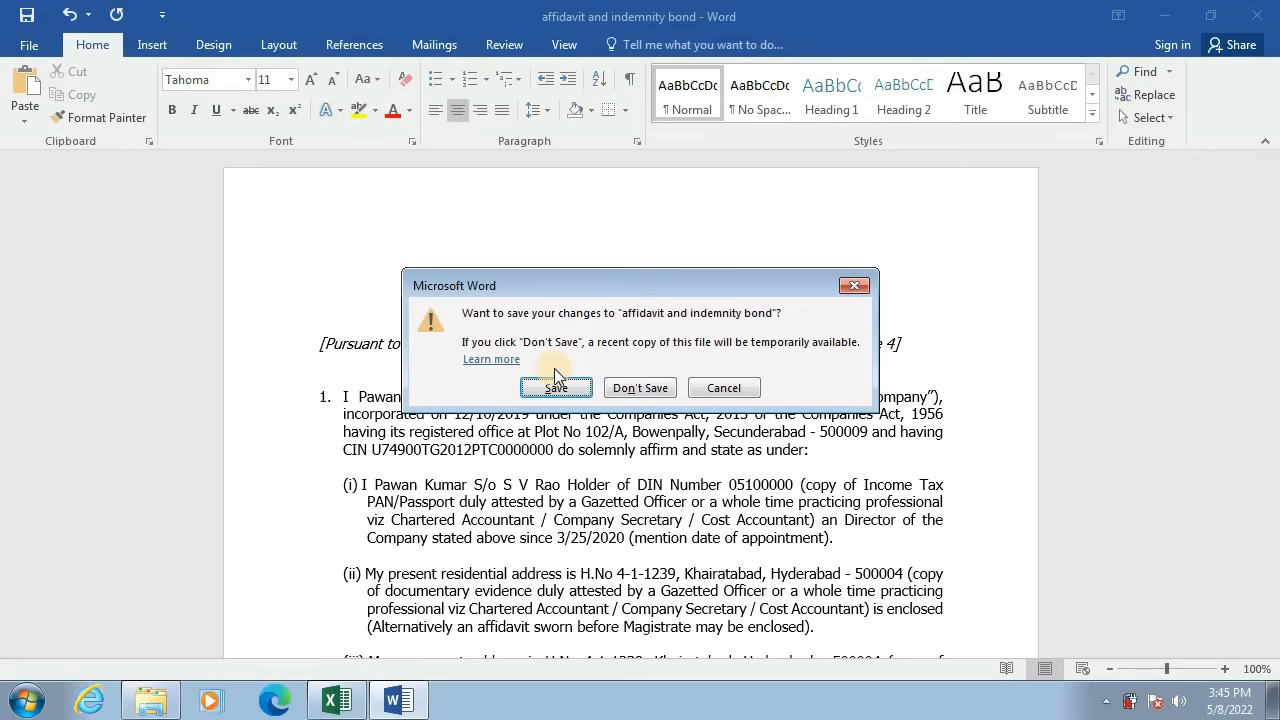 affidavit and indemnity bond - Word
File Home Insert Design Layout References Mailings Review View Tell me what you want to do... Sign in Share
Paste
Cut
Copy
Format Painter
Clipboard
Tahoma 11
Font
Paragraph
AaBbCcDc AaBbCcDc AaBbCc AaBbCcD AaB AaBbCcD
¶ Normal ¶ No Spac... Heading 1 Heading 2 Title Subtitle
Styles
Find
Replace
Select
Editing
Microsoft Word
Want to save your changes to "affidavit and indemnity bond"?
If you click "Don't Save", a recent copy of this file will be temporarily available.
Learn more
Save Don't Save Cancel
[Pursuant to e 4]
1. I Pawan ompany"),
incorporated on 12/10/2019 under the Companies Act, 2013 or the Companies Act, 1956
having its registered office at Plot No 102/A, Bowenpally, Secunderabad - 500009 and having
CIN U74900TG2012PTC0000000 do solemnly affirm and state as under:
(i) I Pawan Kumar S/o S V Rao Holder of DIN Number 05100000 (copy of Income Tax
PAN/Passport duly attested by a Gazetted Officer or a whole time practicing professional
viz Chartered Accountant / Company Secretary / Cost Accountant) an Director of the
Company stated above since 3/25/2020 (mention date of appointment).
(ii) My present residential address is H.No 4-1-1239, Khairatabad, Hyderabad - 500004 (copy
of documentary evidence duly attested by a Gazetted Officer or a whole time practicing
professional viz Chartered Accountant / Company Secretary / Cost Accountant) is enclosed
(Alternatively an affidavit sworn before Magistrate may be enclosed).
100%
3:45 PM
5/8/2022